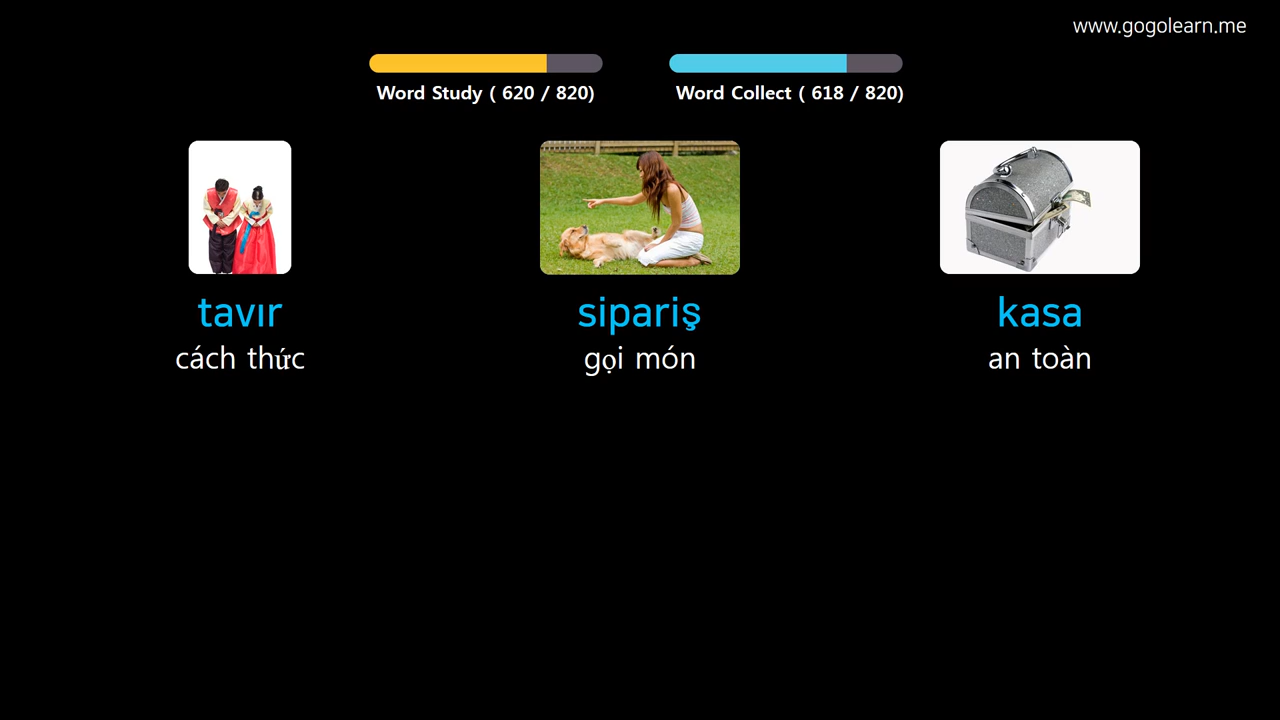 www.gogolearn.me
Word Study ( 620 / 820)
Word Collect ( 618 / 820)
tavır
sipariş
kasa
cách thức
gọi món
an toàn